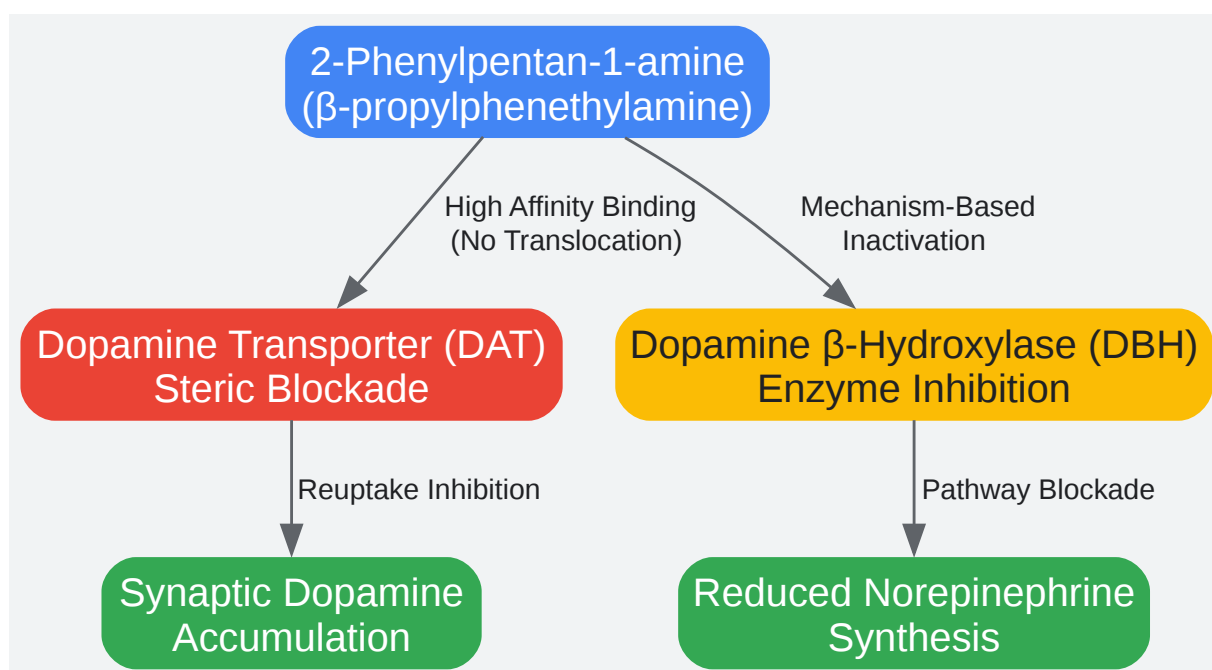 2-Phenylpentan-1-amine
(β-propylphenethylamine)
High Affinity Binding
(No Translocation)
Mechanism-Based
Inactivation
Dopamine Transporter (DAT)
Steric Blockade
Dopamine β-Hydroxylase (DBH)
Enzyme Inhibition
Reuptake Inhibition
Pathway Blockade
Synaptic Dopamine
Accumulation
Reduced Norepinephrine
Synthesis